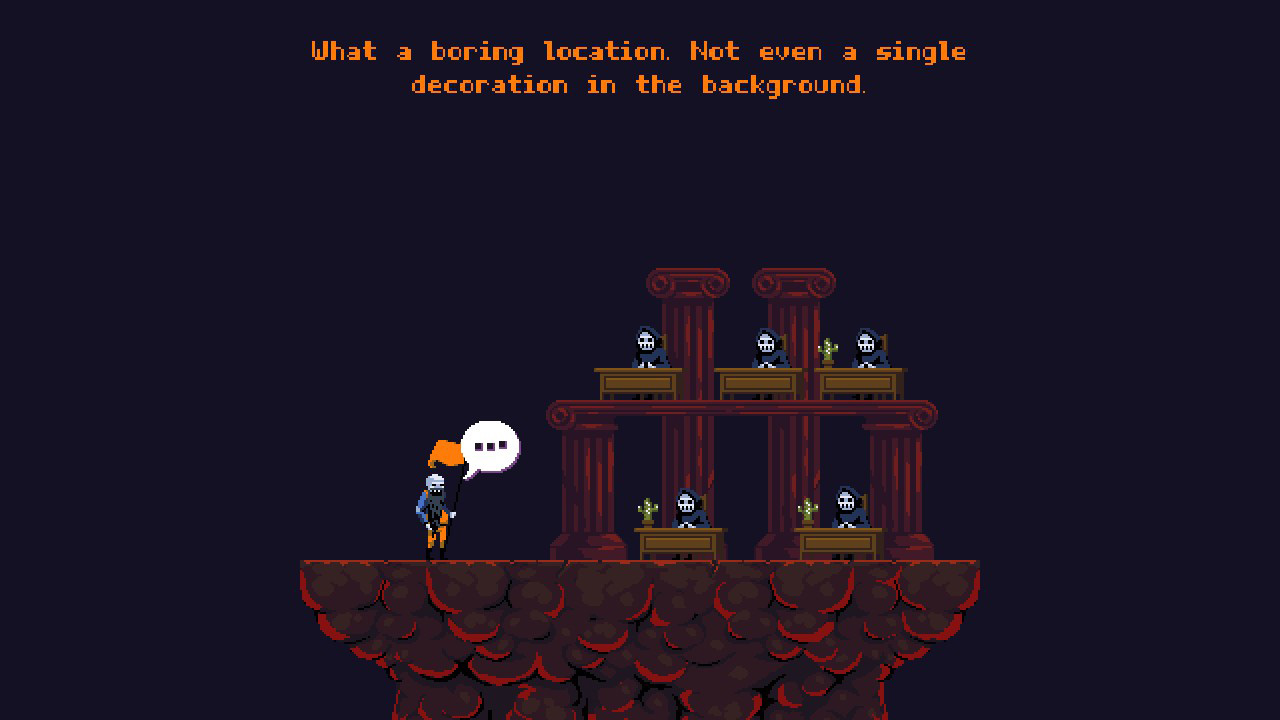 What a boring location. Not even a single
decoration in the background.
...